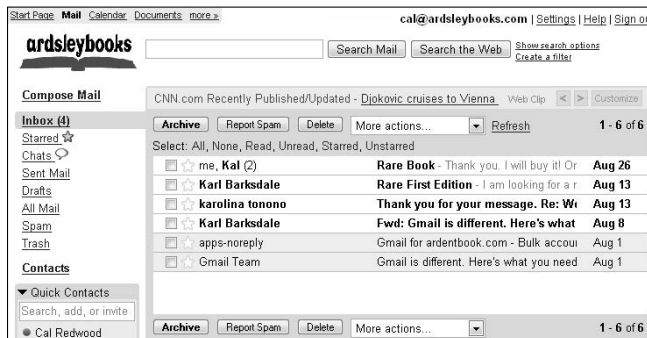 Start Page Mail Calendar Documents more »
cal@ardsleybooks.com | Settings | Help | Sign ou
ardsleybooks
Search Mail Search the Web Show search options
Create a filter
Compose Mail
CNN.com Recently Published/Updated - Djokovic cruises to Vienna Web Clip < > Customize
Inbox (4)
Starred
Chats
Sent Mail
Drafts
All Mail
Spam
Trash
Contacts
Quick Contacts
Search, add, or invite
Cal Redwood
Archive Report Spam Delete More actions... Refresh 1 - 6 of 6
Select: All, None, Read, Unread, Starred, Unstarred
me, Kal (2) Rare Book - Thank you. I will buy it! Or Aug 26
Karl Barksdale Rare First Edition - I am looking for a r Aug 13
karolina tonono Thank you for your message. Re: We Aug 13
Karl Barksdale Fwd: Gmail is different. Here's what Aug 8
apps-noreply Gmail for ardentbook.com - Bulk accou Aug 1
Gmail Team Gmail is different. Here's what you need Aug 1
Archive Report Spam Delete More actions... 1 - 6 of 6